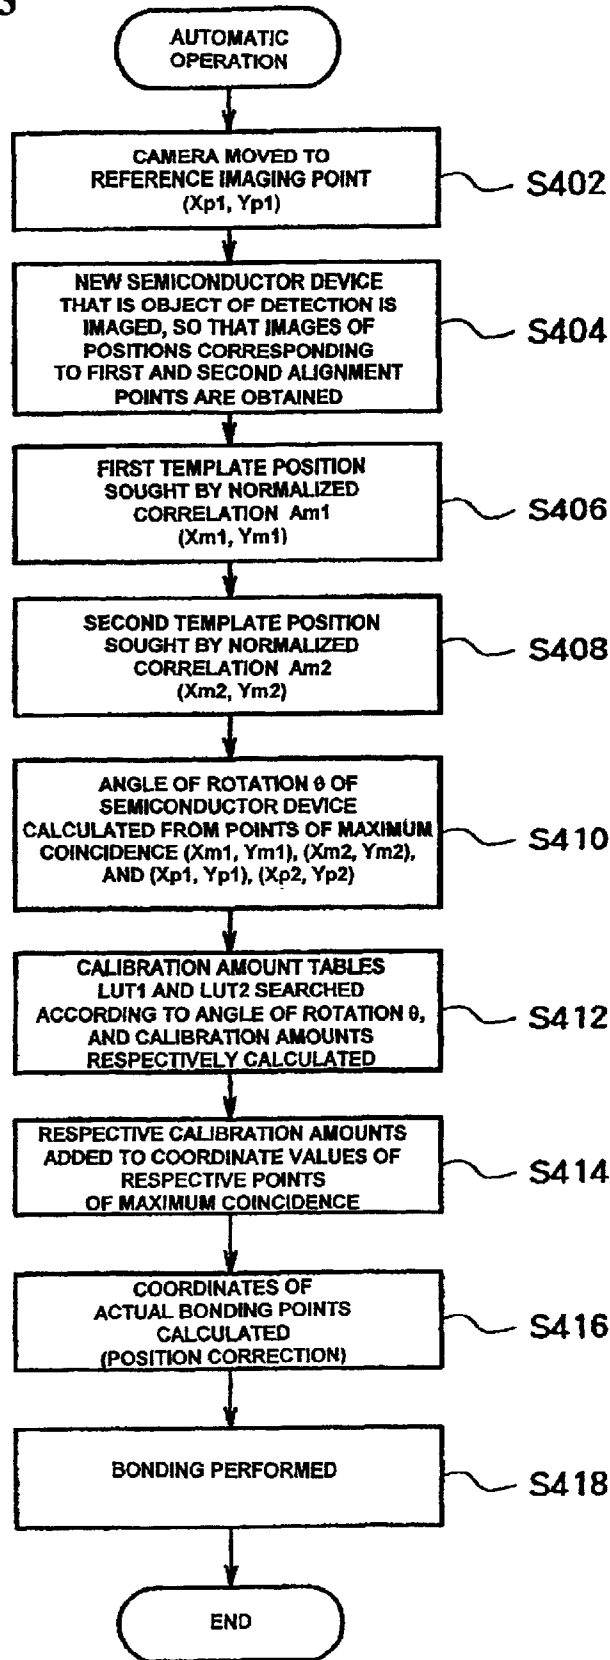 AUTOMATIC
OPERATION
CAMERA MOVED TO
REFERENCE IMAGING POINT
(Xp1, Yp1)
S402
NEW SEMICONDUCTOR DEVICE
THAT IS OBJECT OF DETECTION IS
IMAGED, SO THAT IMAGES OF
POSITIONS CORRESPONDING
TO FIRST AND SECOND ALIGNMENT
POINTS ARE OBTAINED
S404
FIRST TEMPLATE POSITION
SOUGHT BY NORMALIZED
CORRELATION Am1
(Xm1, Ym1)
S406
SECOND TEMPLATE POSITION
SOUGHT BY NORMALIZED
CORRELATION Am2
(Xm2, Ym2)
S408
ANGLE OF ROTATION θ OF
SEMICONDUCTOR DEVICE
CALCULATED FROM POINTS OF MAXIMUM
COINCIDENCE (Xm1, Ym1), (Xm2, Ym2),
AND (Xp1, Yp1), (Xp2, Yp2)
S410
CALIBRATION AMOUNT TABLES
LUT1 AND LUT2 SEARCHED
ACCORDING TO ANGLE OF ROTATION θ,
AND CALIBRATION AMOUNTS
RESPECTIVELY CALCULATED
S412
RESPECTIVE CALIBRATION AMOUNTS
ADDED TO COORDINATE VALUES OF
RESPECTIVE POINTS
OF MAXIMUM COINCIDENCE
S414
COORDINATES OF
ACTUAL BONDING POINTS
CALCULATED
(POSITION CORRECTION)
S416
BONDING PERFORMED
S418
END